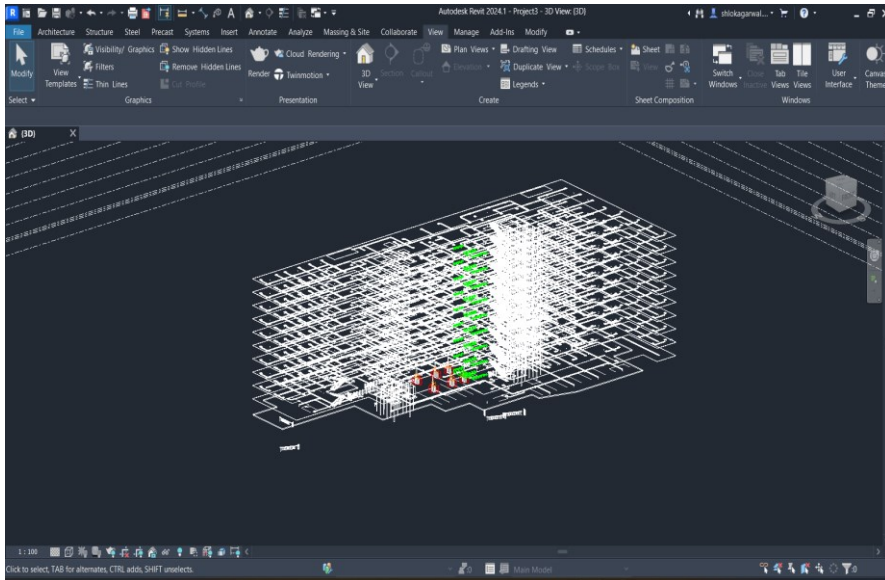 Autodesk Revit 2024.1 - Project3 - 3D View: {3D}
shlokagarwal...
File Architecture Structure Steel Precast Systems Insert Annotate Analyze Massing & Site Collaborate View Manage Add-Ins Modify
Modify
View
Templates
Visibility/ Graphics
Filters
Thin Lines
Show Hidden Lines
Remove Hidden Lines
Cut Profile
Render
Cloud Rendering
Twinmotion
3D
View
Section
Callout
Plan Views
Elevation
Drafting View
Duplicate View
Legends
Schedules
Scope Box
Sheet
View
Switch
Windows
Close
Inactive
Tab
Views
Tile
Views
User
Interface
Canvas
Theme
Select
Graphics
Presentation
Create
Sheet Composition
Windows
{3D} X
1 : 100
Click to select, TAB for alternates, CTRL adds, SHIFT unselects.
:0
Main Model
:0